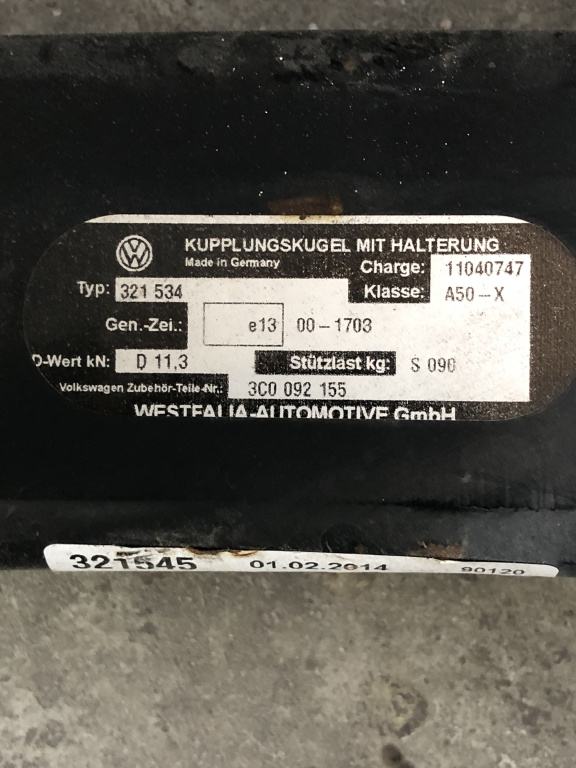 KUPPLUNGSKUGEL MIT HALTERUNG
Made in Germany
Charge: 11040747
Typ: 321 534 Klasse: A50-X
Gen.-Zei.: e13 00-1703
D-Wert kN: D 11,3 Stützlast kg: S 090
Volkswagen Zubehör-Teile-Nr.: 3C0 092 155
WESTFALIA-AUTOMOTIVE GmbH
321545 01.02.2014 90120